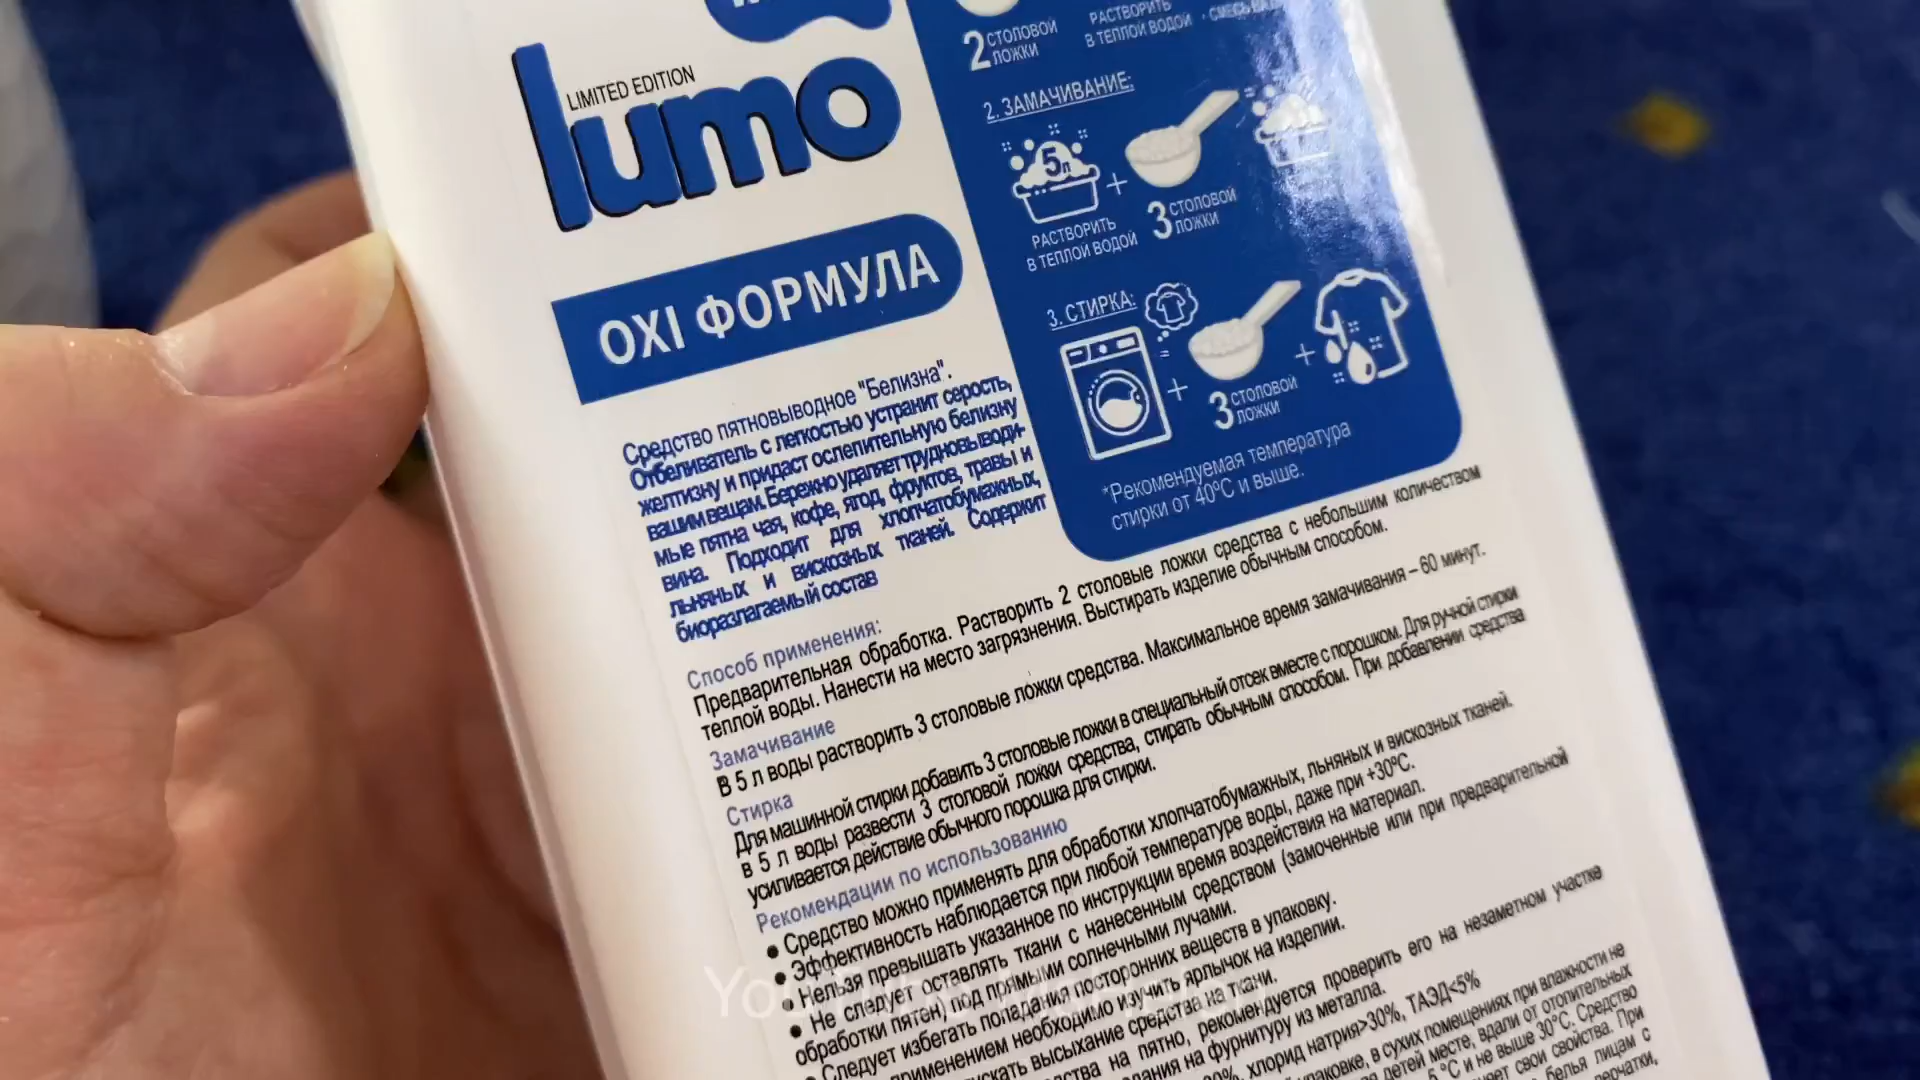 LIMITED EDITION
lumo
OXI ФОРМУЛА
Средство пятновыводное "Белизна".
Отбеливатель с легкостью устранит серость,
желтизну и придаст ослепительную белизну
вашим вещам. Бережно удаляет трудновыводи-
мые пятна чая, кофе, ягод, фруктов, травы и
вина. Подходит для хлопчатобумажных,
льняных и вискозных тканей. Содержит
биоразлагаемый состав
2 СТОЛОВОЙ
ЛОЖКИ
РАСТВОРИТЬ
В ТЕПЛОЙ ВОДОЙ
2. ЗАМАЧИВАНИЕ:
5л
+
РАСТВОРИТЬ
В ТЕПЛОЙ ВОДОЙ
3 СТОЛОВОЙ
ЛОЖКИ
3. СТИРКА:
=
+
+
3 СТОЛОВОЙ
ЛОЖКИ
*Рекомендуемая температура
стирки от 40°С и выше.
Способ применения:
Предварительная обработка. Растворить 2 столовые ложки средства с небольшим количеством
теплой воды. Нанести на место загрязнения. Выстирать изделие обычным способом.
Замачивание
В 5 л воды растворить 3 столовые ложки средства. Максимальное время замачивания – 60 минут.
Стирка
Для машинной стирки добавить 3 столовые ложки в специальный отсек вместе с порошком. Для ручной стирки
в 5 л воды развести 3 столовой ложки средства, стирать обычным способом. При добавлении средства
усиливается действие обычного порошка для стирки.
Рекомендации по использованию
• Средство можно применять для обработки хлопчатобумажных, льняных и вискозных тканей.
• Эффективность наблюдается при любой температуре воды, даже при +30°С.
• Нельзя превышать указанное по инструкции время воздействия на материал.
• Не следует оставлять ткани с нанесенным средством (замоченные или при предварительной
обработки пятен) под прямыми солнечными лучами.
• Следует избегать попадания посторонних веществ в упаковку.
применением необходимо изучить ярлычок на изделии.
высыхание средства на ткани.
на пятно, рекомендуется проверить его на незаметном участке
на фурнитуру из металла.
хлорид натрия>30%, ТАЭД<5%
в сухих помещениях при влажности не
детей месте, вдали от отопительных
5 °С и не выше 30°С. Средство
свои свойства. При
белья лицам с